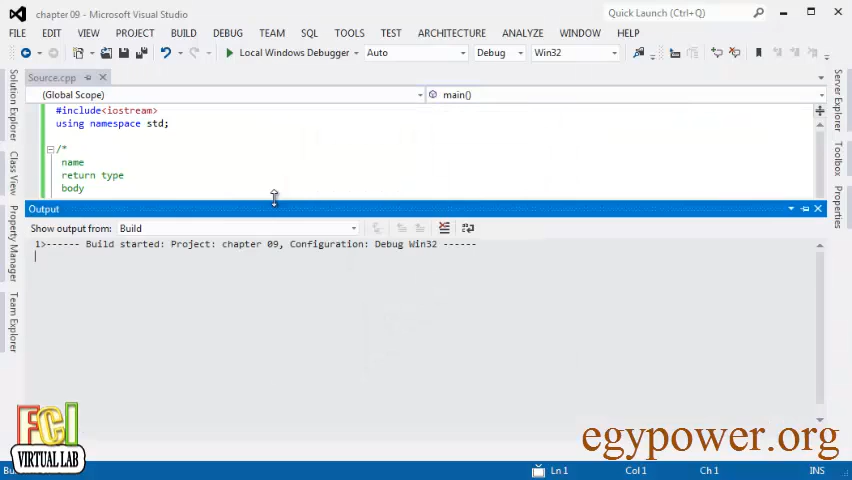 chapter 09 - Microsoft Visual Studio
Quick Launch (Ctrl+Q)
FILE EDIT VIEW PROJECT BUILD DEBUG TEAM SQL TOOLS TEST ARCHITECTURE ANALYZE WINDOW HELP
Local Windows Debugger Auto Debug Win32
Source.cpp
(Global Scope) main()
#include<iostream>
using namespace std;
/*
name
return type
body
Output
Show output from: Build
1>------ Build started: Project: chapter 09, Configuration: Debug Win32 ------
Solution Explorer
Class View
Property Manager
Team Explorer
Server Explorer
Toolbox
Properties
FCI
VIRTUAL LAB
egypower.org
Ln 1 Col 1 Ch 1 INS